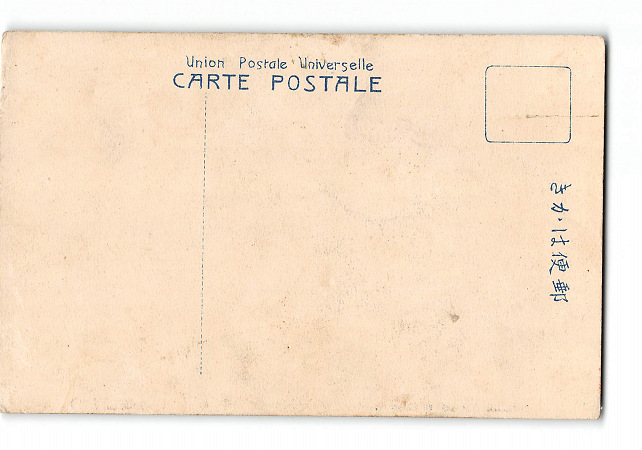 Union Postale Universelle
CARTE POSTALE
郵便はかき